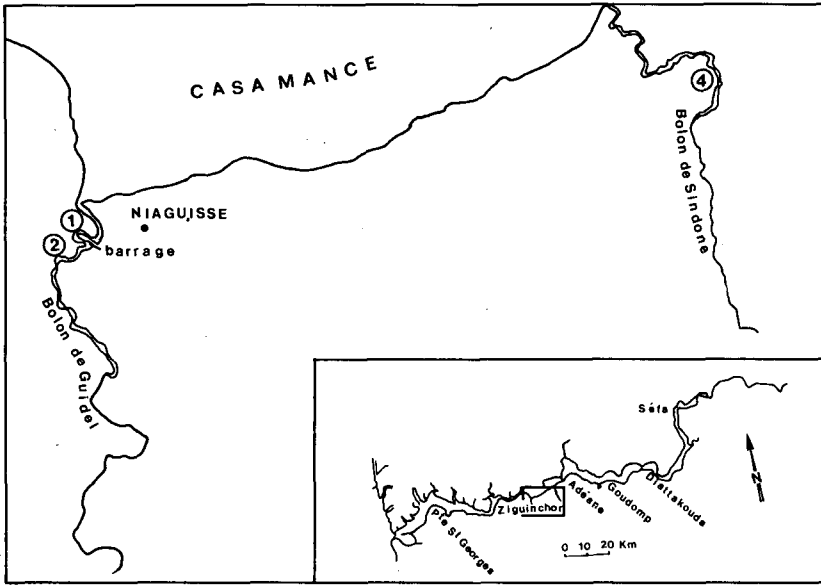 CASAMANCE
4
Bolon de Sindone
1
NIAGUISSE
2
barrage
Bolon de Guidel
Séfa
Diattakouda
Goudomp
Adéane
Ziguinchor
Pte St Georges
N
0 10 20 Km